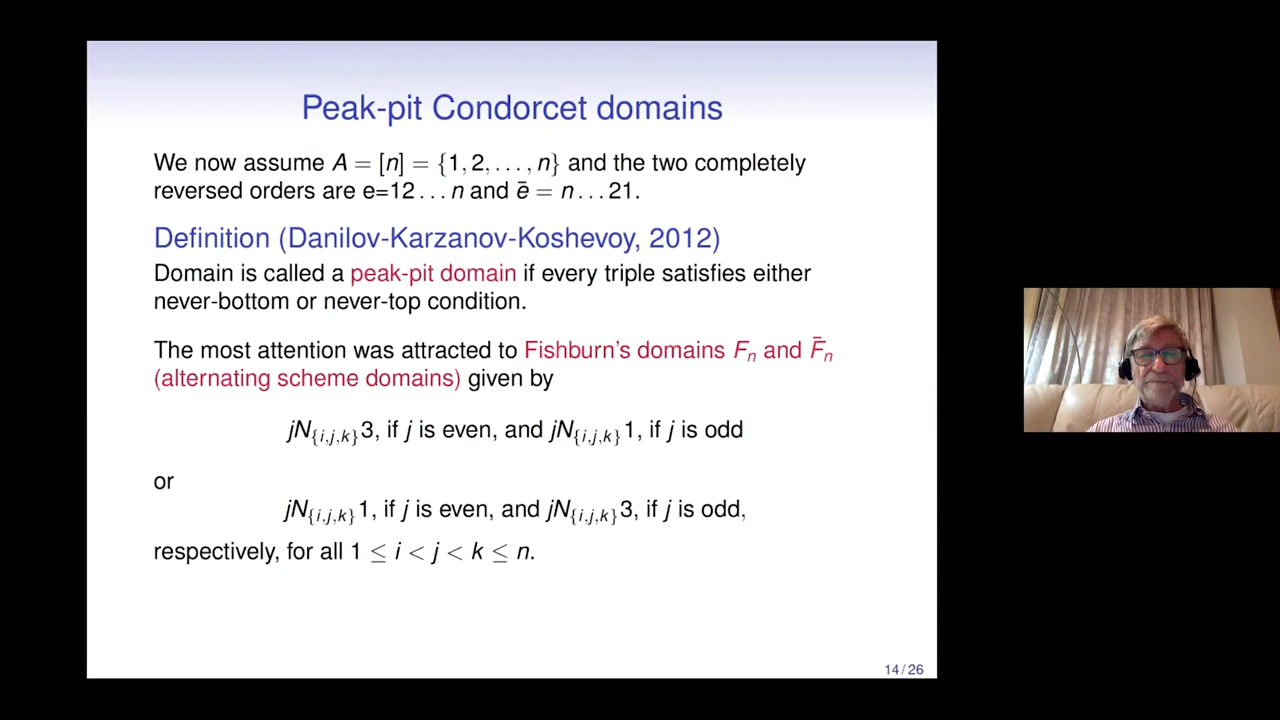 Peak-pit Condorcet domains
We now assume A = [n] = {1, 2, . . . , n} and the two completely
reversed orders are e=12 . . . n and ē = n . . . 21.
Definition (Danilov-Karzanov-Koshevoy, 2012)
Domain is called a peak-pit domain if every triple satisfies either
never-bottom or never-top condition.
The most attention was attracted to Fishburn's domains Fₙ and F̄ₙ
(alternating scheme domains) given by
jN_{i,j,k}3, if j is even, and jN_{i,j,k}1, if j is odd
or
jN_{i,j,k}1, if j is even, and jN_{i,j,k}3, if j is odd,
respectively, for all 1 ≤ i < j < k ≤ n.
14 / 26